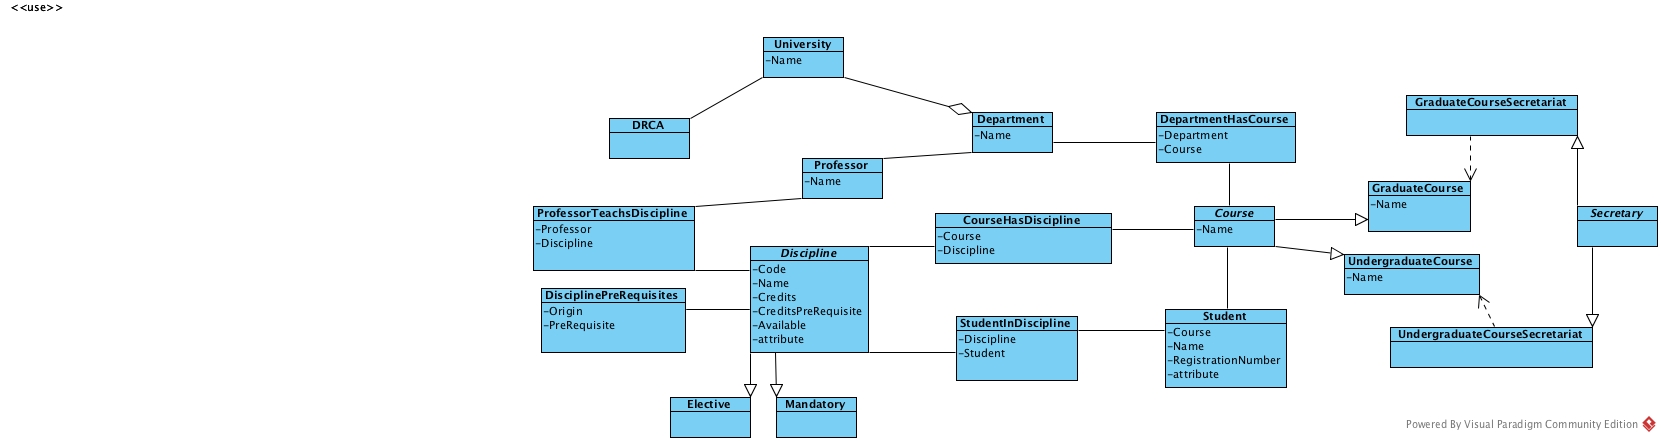 <<use>>
University
-Name
DRCA
Department
-Name
DepartmentHasCourse
-Department
-Course
GraduateCourseSecretariat
Professor
-Name
GraduateCourse
-Name
ProfessorTeachsDiscipline
-Professor
-Discipline
CourseHasDiscipline
-Course
-Discipline
Course
-Name
Secretary
Discipline
-Code
-Name
-Credits
-CreditsPreRequisite
-Available
-attribute
UndergraduateCourse
-Name
DisciplinePreRequisites
-Origin
-PreRequisite
StudentInDiscipline
-Discipline
-Student
Student
-Course
-Name
-RegistrationNumber
-attribute
UndergraduateCourseSecretariat
Elective
Mandatory
Powered By Visual Paradigm Community Edition